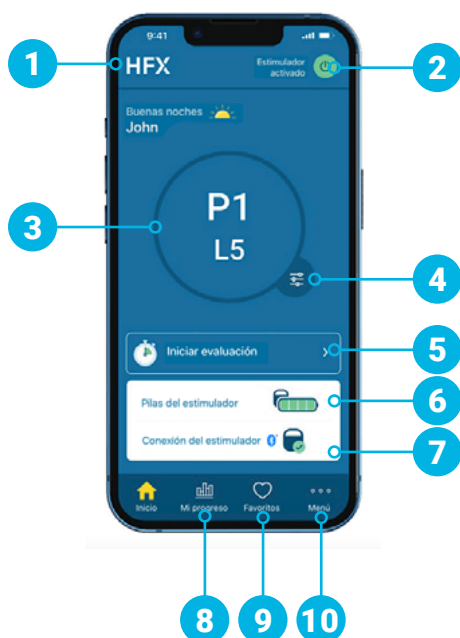 9:41
1
HFX
Estimulador
activado
2
Buenas noches
John
3
P1
L5
4
Iniciar evaluación
5
Pilas del estimulador
6
Conexión del estimulador
7
Inicio
Mi progreso
Favoritos
Menú
8
9
10